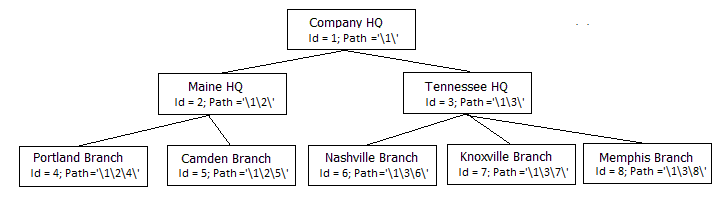 Company HQ
Id = 1; Path ='\1\'
Maine HQ
Id = 2; Path ='\1\2\'
Tennessee HQ
Id = 3; Path ='\1\3\'
Portland Branch
Id = 4; Path='\1\2\4\'
Camden Branch
Id = 5; Path='\1\2\5\'
Nashville Branch
Id = 6; Path='\1\3\6\'
Knoxville Branch
Id = 7; Path='\1\3\7\'
Memphis Branch
Id = 8; Path='\1\3\8\'